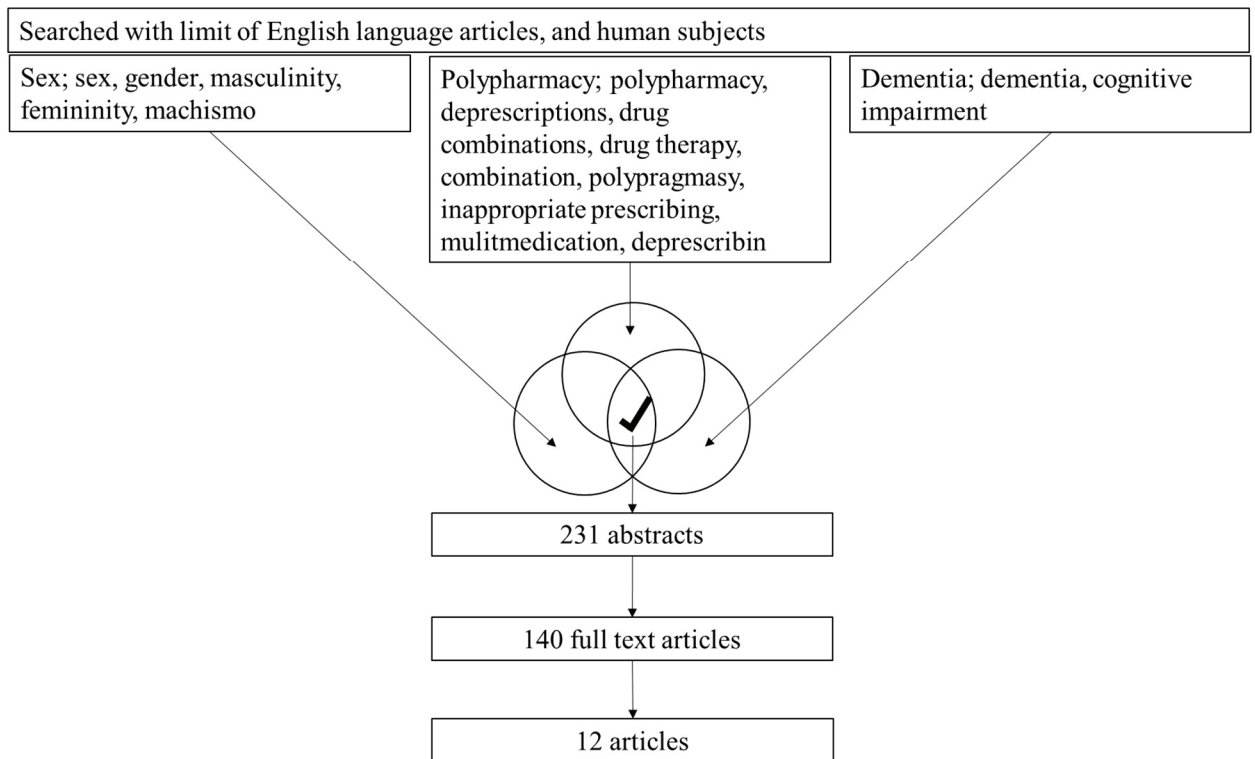 Searched with limit of English language articles, and human subjects
Sex; sex, gender, masculinity,
femininity, machismo
Polypharmacy; polypharmacy,
deprescriptions, drug
combinations, drug therapy,
combination, polypragmasy,
inappropriate prescribing,
mulitmedication, deprescribin
Dementia; dementia, cognitive
impairment
231 abstracts
140 full text articles
12 articles